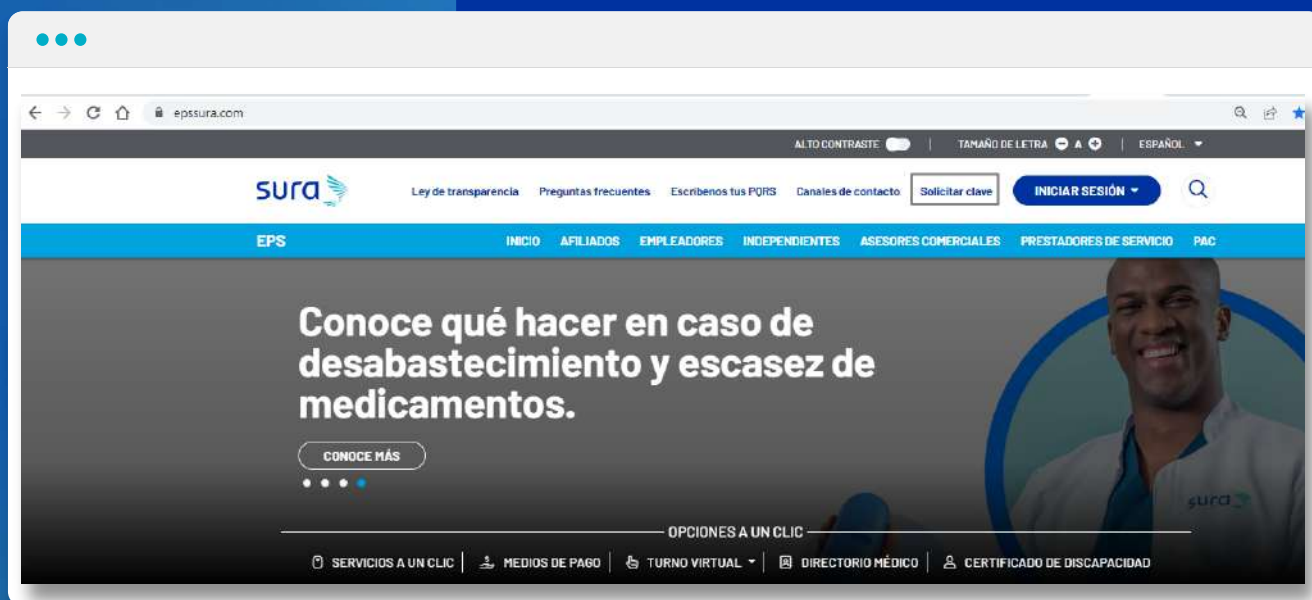 epssura.com
ALTO CONTRASTE | TAMAÑO DE LETRA A | ESPAÑOL
sura Ley de transparencia Preguntas frecuentes Escríbenos tus PQRS Canales de contacto Solicitar clave INICIAR SESIÓN
EPS INICIO AFILIADOS EMPLEADORES INDEPENDIENTES ASESORES COMERCIALES PRESTADORES DE SERVICIO PAC
Conoce qué hacer en caso de
desabastecimiento y escasez de
medicamentos.
CONOCE MÁS
sura
OPCIONES A UN CLIC
SERVICIOS A UN CLIC | MEDIOS DE PAGO | TURNO VIRTUAL | DIRECTORIO MÉDICO | CERTIFICADO DE DISCAPACIDAD